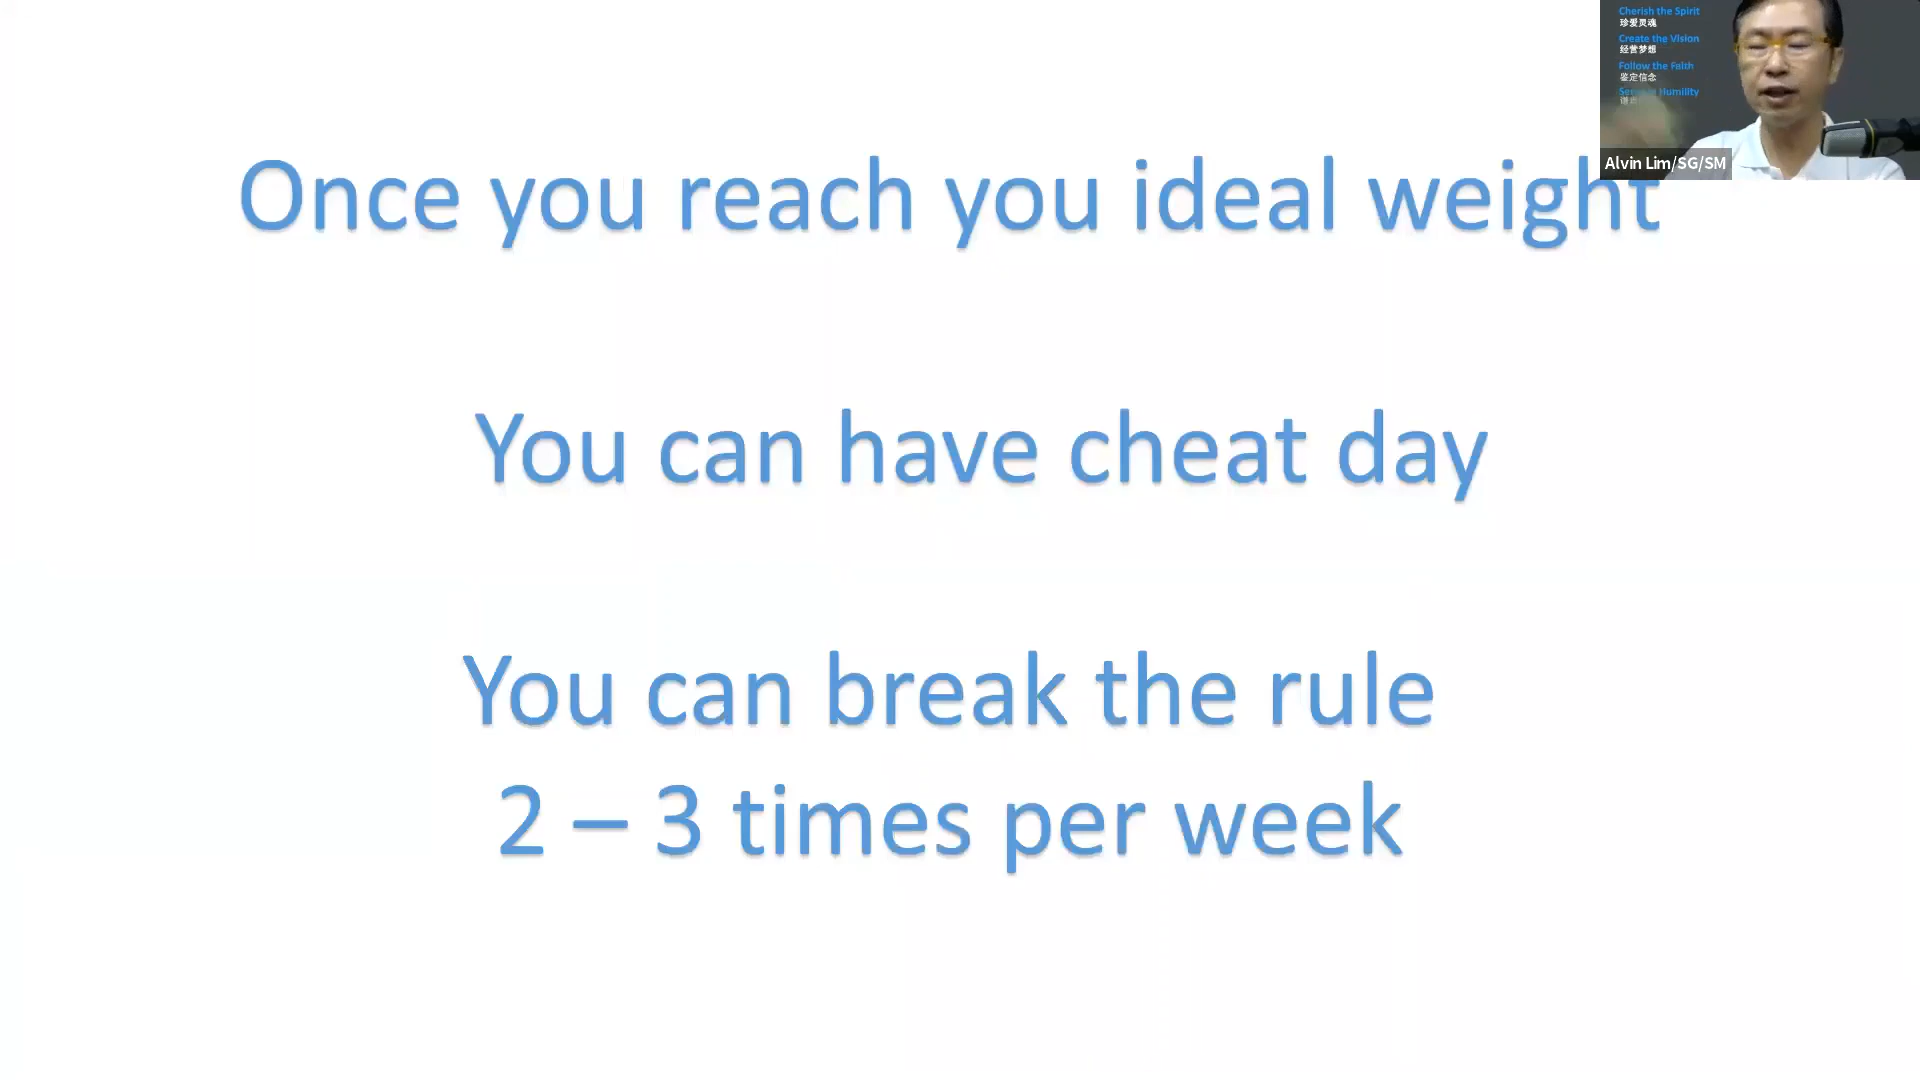 Once you reach you ideal weight
You can have cheat day
You can break the rule
2 – 3 times per week
Cherish the Spirit
珍爱灵魂
Create the Vision
经营梦想
Follow the Faith
鉴定信念
Humility
Alvin Lim/SG/SM